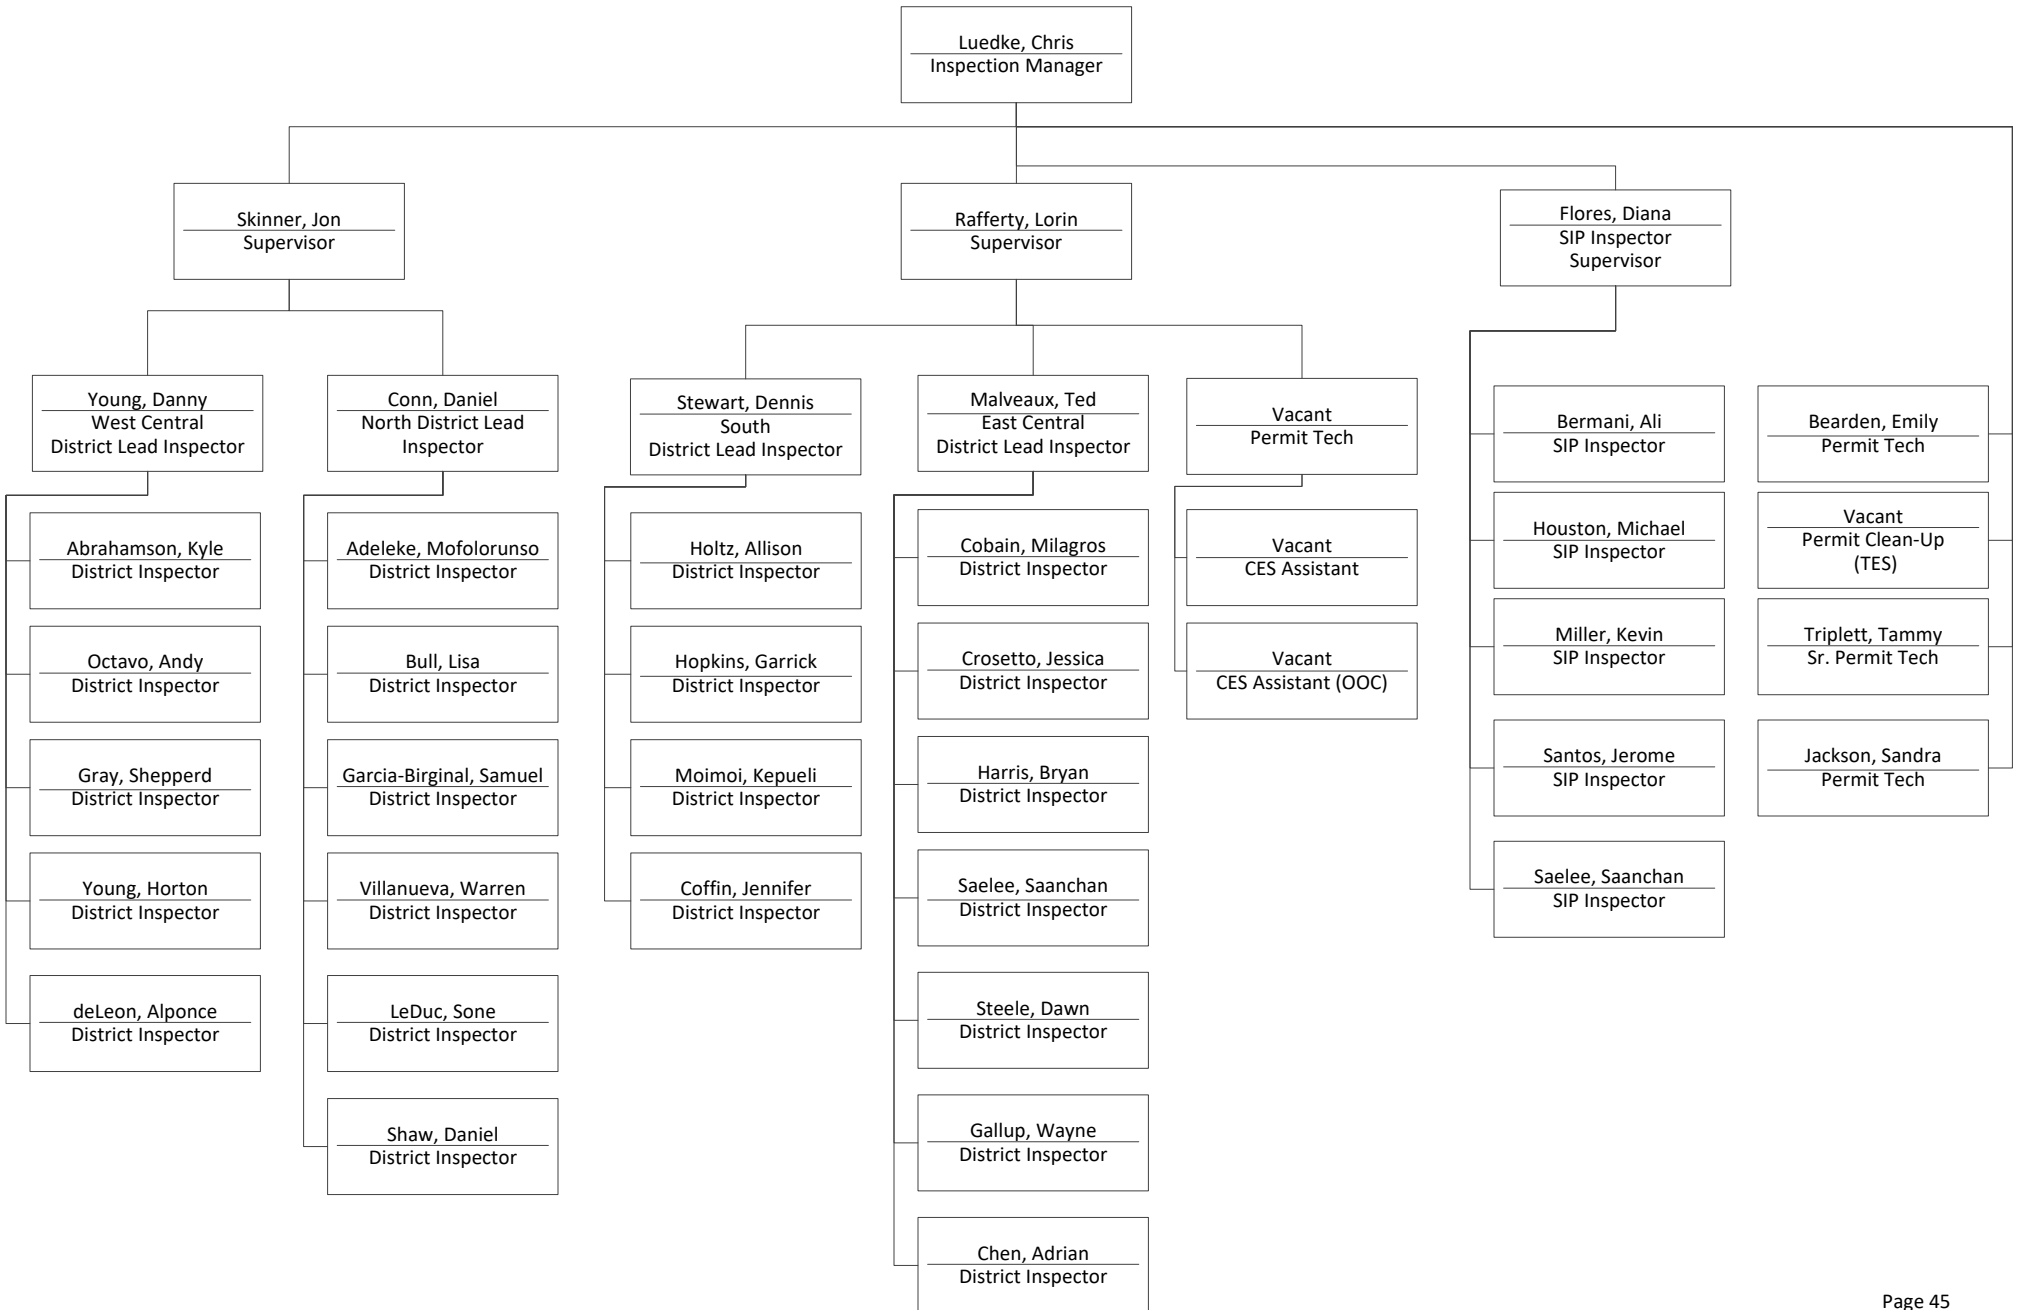 Luedke, Chris
Inspection Manager
Skinner, Jon
Supervisor
Rafferty, Lorin
Supervisor
Flores, Diana
SIP Inspector
Supervisor
Young, Danny
West Central
District Lead Inspector
Conn, Daniel
North District Lead
Inspector
Stewart, Dennis
South
District Lead Inspector
Malveaux, Ted
East Central
District Lead Inspector
Vacant
Permit Tech
Abrahamson, Kyle
District Inspector
Octavo, Andy
District Inspector
Gray, Shepperd
District Inspector
Young, Horton
District Inspector
deLeon, Alponce
District Inspector
Adeleke, Mofolorunso
District Inspector
Bull, Lisa
District Inspector
Garcia-Birginal, Samuel
District Inspector
Villanueva, Warren
District Inspector
LeDuc, Sone
District Inspector
Shaw, Daniel
District Inspector
Holtz, Allison
District Inspector
Hopkins, Garrick
District Inspector
Moimoi, Kepueli
District Inspector
Coffin, Jennifer
District Inspector
Cobain, Milagros
District Inspector
Crosetto, Jessica
District Inspector
Harris, Bryan
District Inspector
Saelee, Saanchan
District Inspector
Steele, Dawn
District Inspector
Gallup, Wayne
District Inspector
Chen, Adrian
District Inspector
Vacant
CES Assistant
Vacant
CES Assistant (OOC)
Bermani, Ali
SIP Inspector
Houston, Michael
SIP Inspector
Miller, Kevin
SIP Inspector
Santos, Jerome
SIP Inspector
Saelee, Saanchan
SIP Inspector
Bearden, Emily
Permit Tech
Vacant
Permit Clean-Up
(TES)
Triplett, Tammy
Sr. Permit Tech
Jackson, Sandra
Permit Tech
Page 45